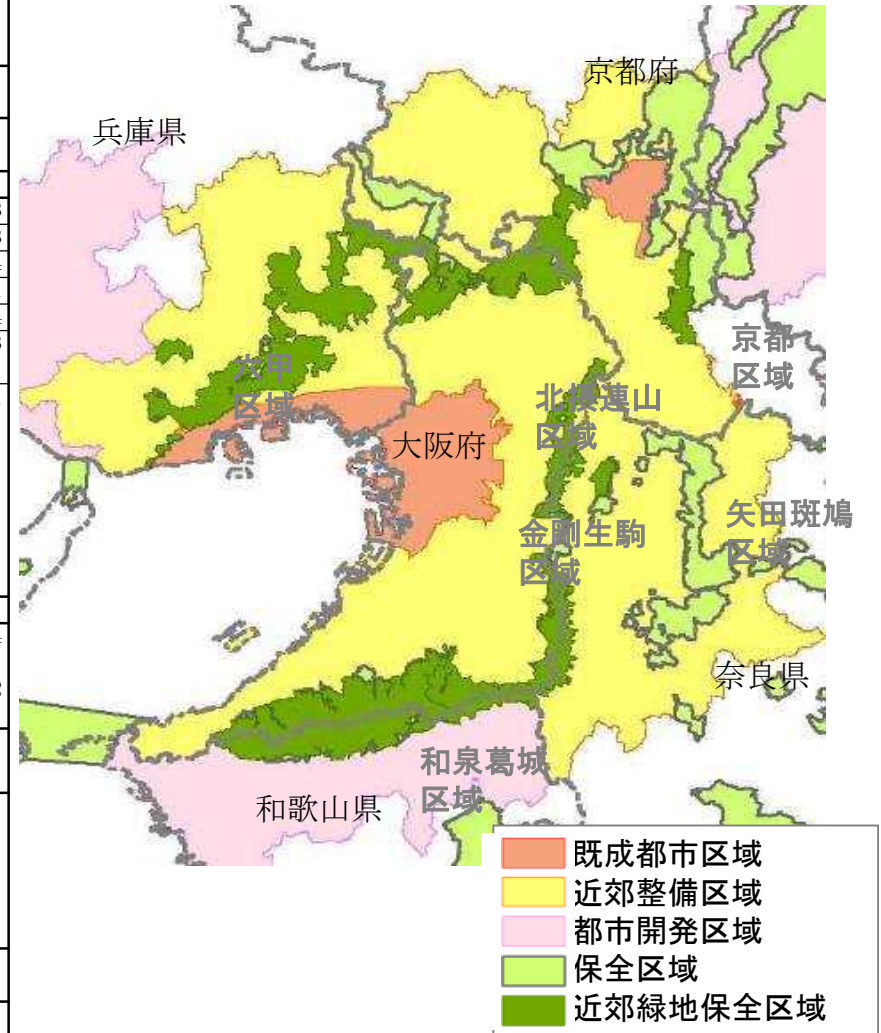 京都府
兵庫県
京都
区域
六甲
区域
北摂連山
区域
大阪府
矢田斑鳩
区域
金剛生駒
区域
奈良県
和泉葛城
区域
和歌山県
既成都市区域
近郊整備区域
都市開発区域
保全区域
近郊緑地保全区域